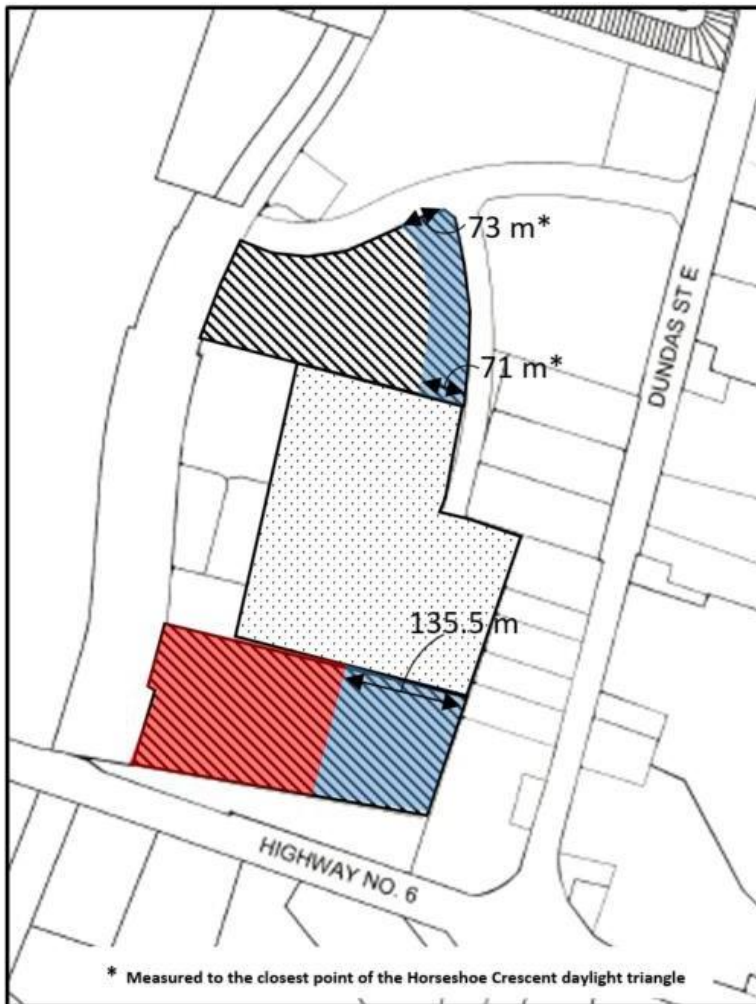 73 m*
71 m*
DUNDAS ST E
135.5 m
HIGHWAY NO. 6
* Measured to the closest point of the Horseshoe Crescent daylight triangle